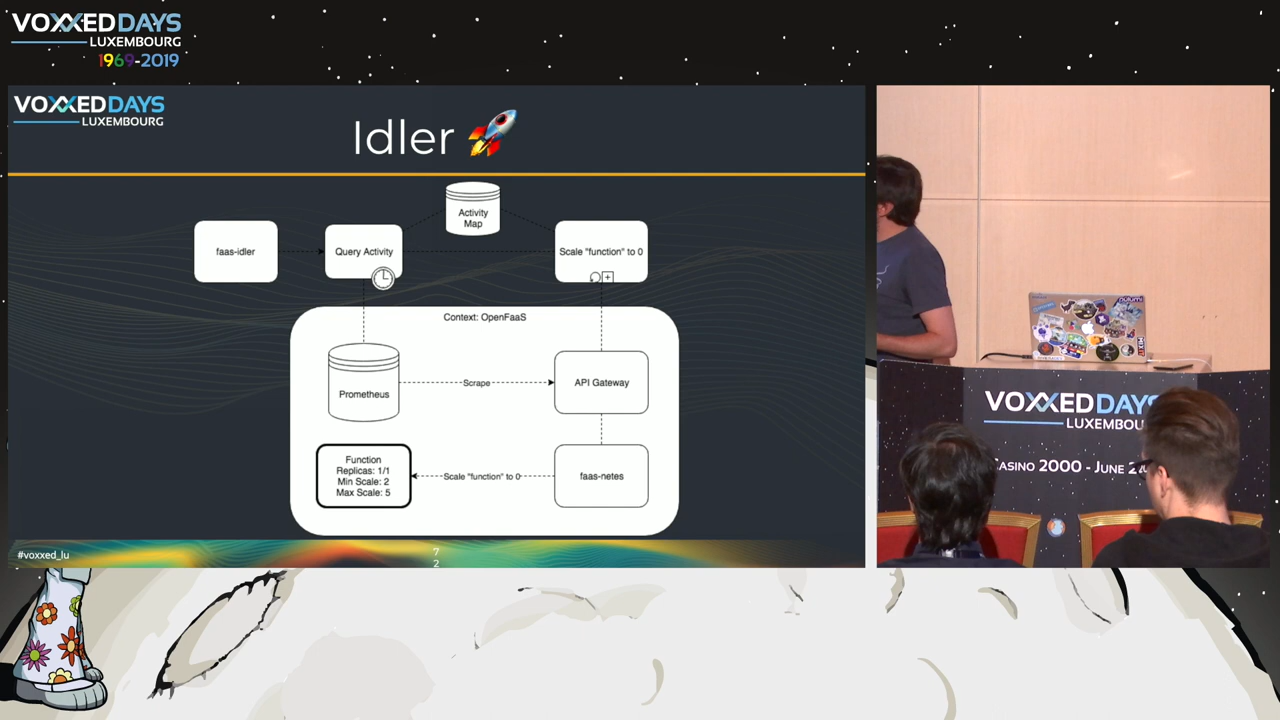 VOXXED DAYS
LUXEMBOURG
1969-2019
VOXXED DAYS
LUXEMBOURG
Idler
Activity
Map
faas-idler
Query Activity
Scale "function" to 0
Context: OpenFaaS
Prometheus
Scrape
API Gateway
Function
Replicas: 1/1
Min Scale: 2
Max Scale: 5
Scale "function" to 0
faas-netes
#voxxed_lu
7
2
VOXXED DAYS
LUXEMBOU
CASINO 2000 - JUNE